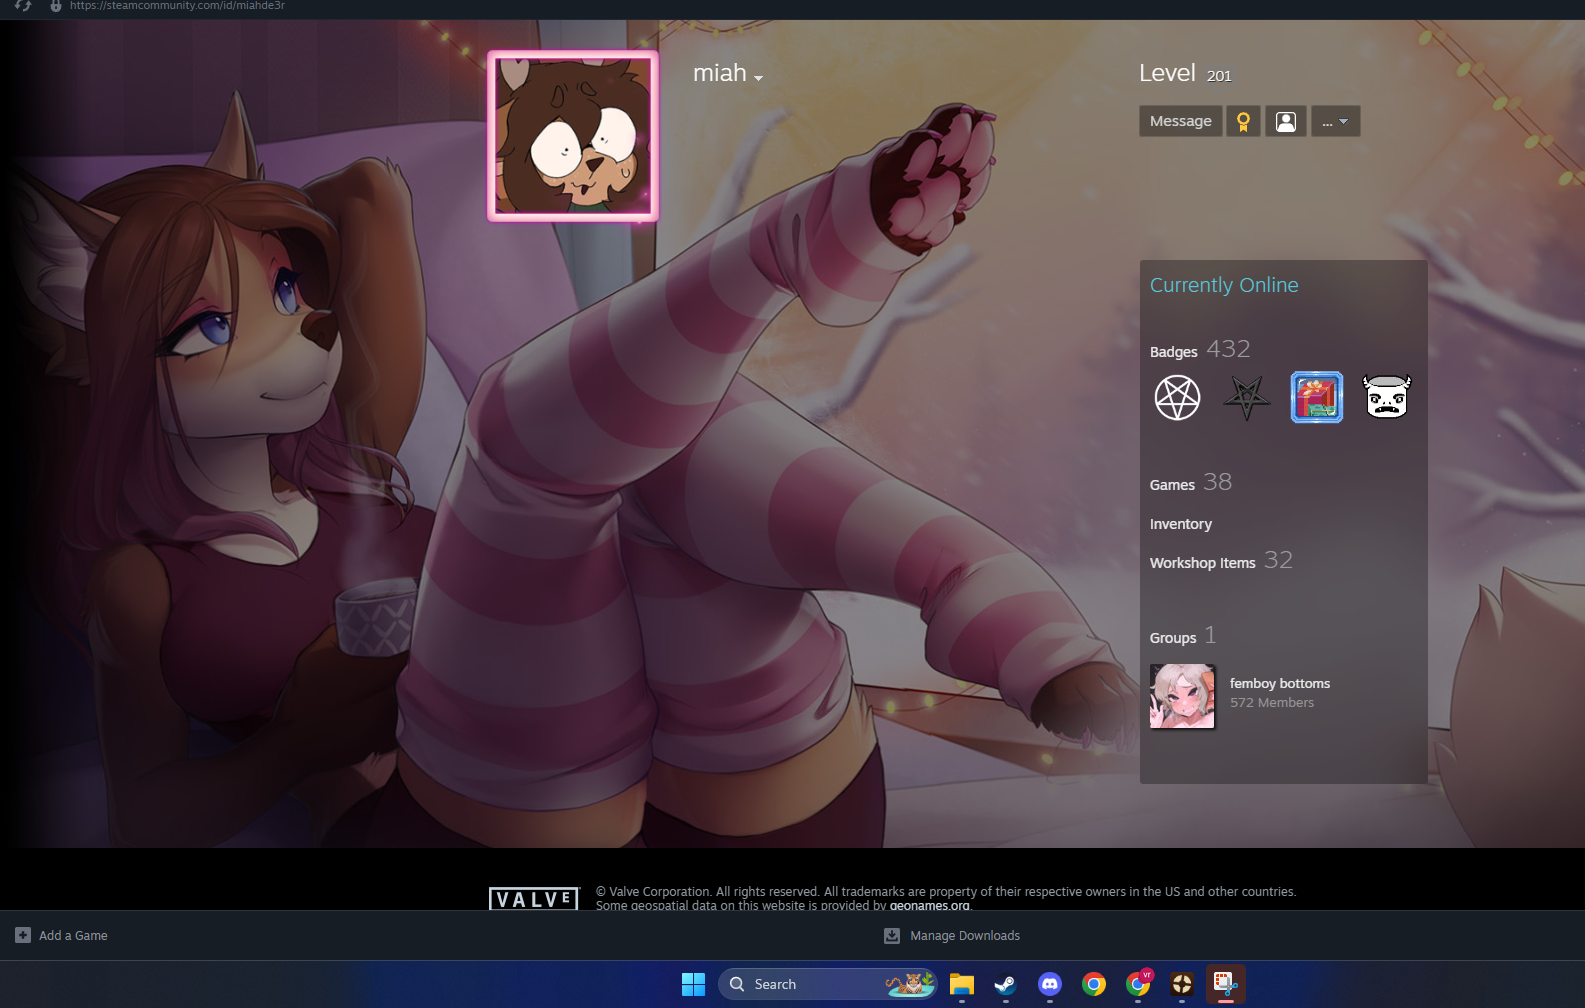 https://steamcommunity.com/id/miahde3r
miah
Level 201
Message
...
Currently Online
Badges 432
Games 38
Inventory
Workshop Items 32
Groups 1
femboy bottoms
572 Members
VALVE
© Valve Corporation. All rights reserved. All trademarks are property of their respective owners in the US and other countries.
Some geospatial data on this website is provided by geonames.org.
Add a Game
Manage Downloads
Search
vr